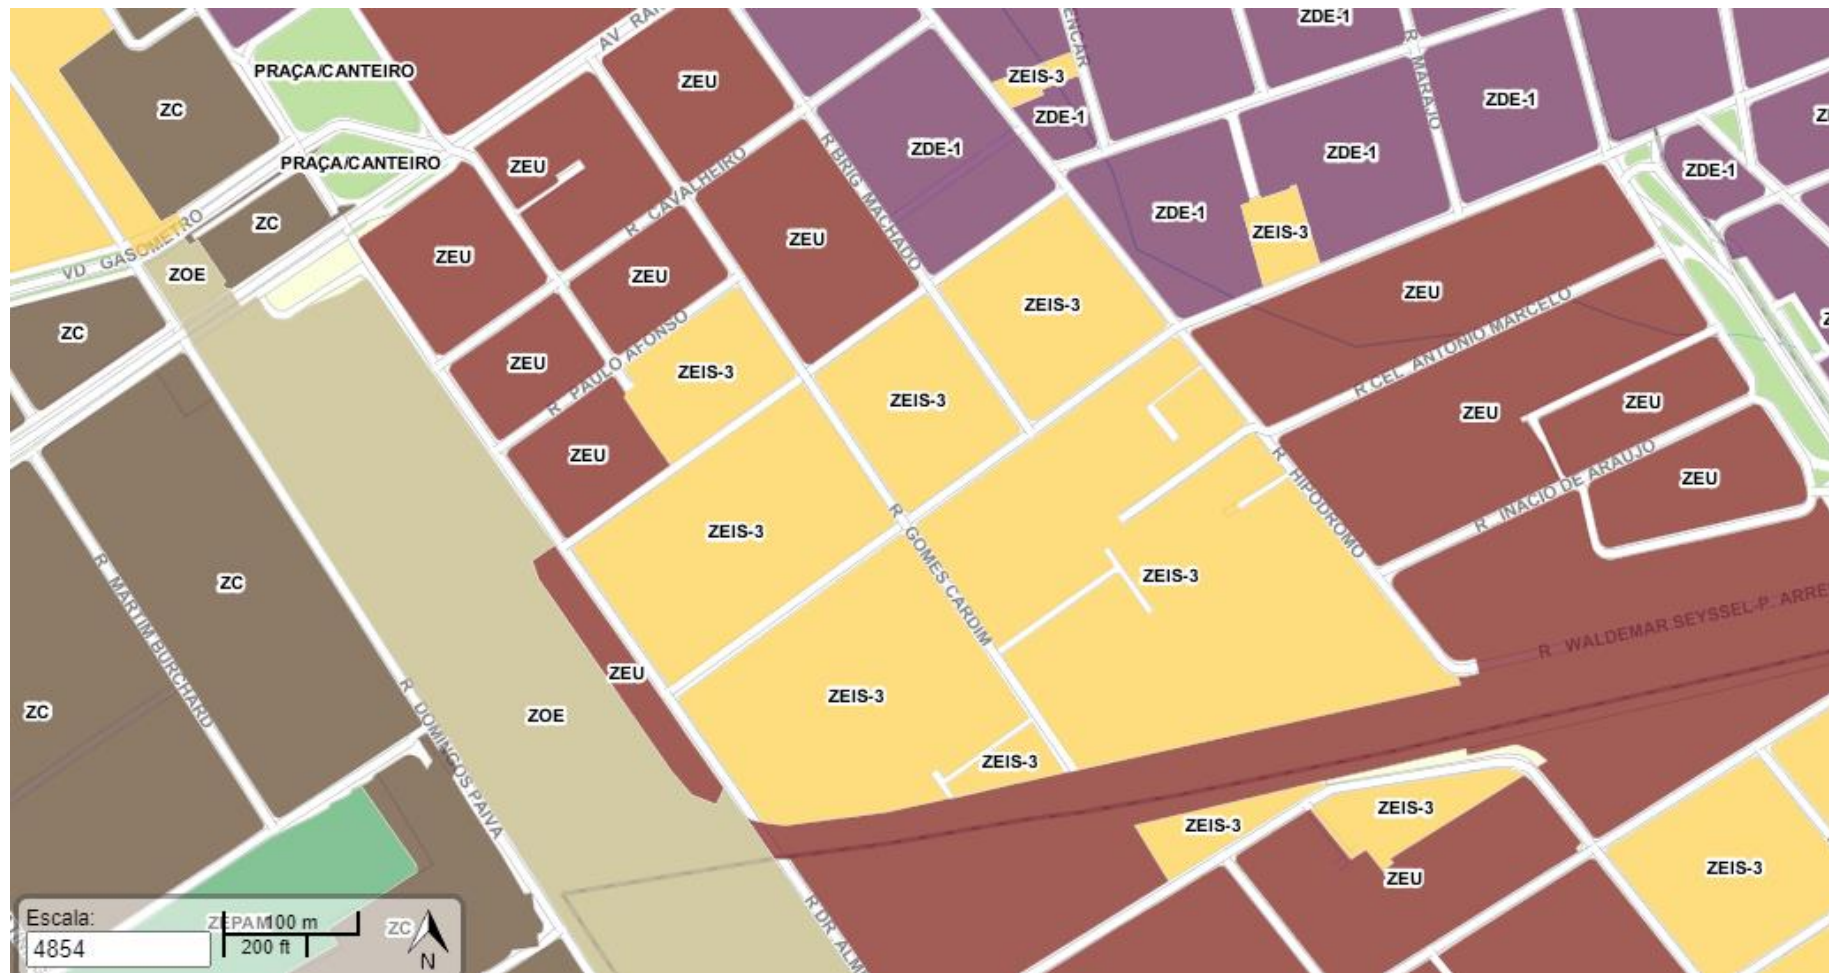 ZDE-1
AV RA
ENCAR
R MARAJO
PRAÇA/CANTEIRO
ZEU
ZEIS-3
ZC
ZDE-1
ZDE-1
PRAÇA/CANTEIRO
ZEU
ZDE-1
ZDE-1
ZDE-1
R BRIG MACHADO
R CAVALHEIRO
ZC
ZDE-1
VD. GASOMETRO
ZEU
ZEU
ZEIS-3
ZOE
ZEU
ZEIS-3
ZEU
ZC
R CEL ANTONIO MARCELO
ZEU
R PAULO AFONSO
ZEIS-3
ZEIS-3
ZEU
ZEU
ZEU
ZEU
R INACIO DE ARAUJO
R HIPODROMO
ZEIS-3
R GOMES CARDIM
ZEIS-3
ZC
R MARTIM BURCHARD
R WALDEMAR SEYSSEL-P. ARRE
ZEU
ZEIS-3
ZC
ZOE
R DOMINGOS PAIVA
ZEIS-3
ZEIS-3
ZEIS-3
ZEIS-3
ZEU
R DR ALM
Escala:
4854
ZEPAM
100 m
200 ft
ZC
N